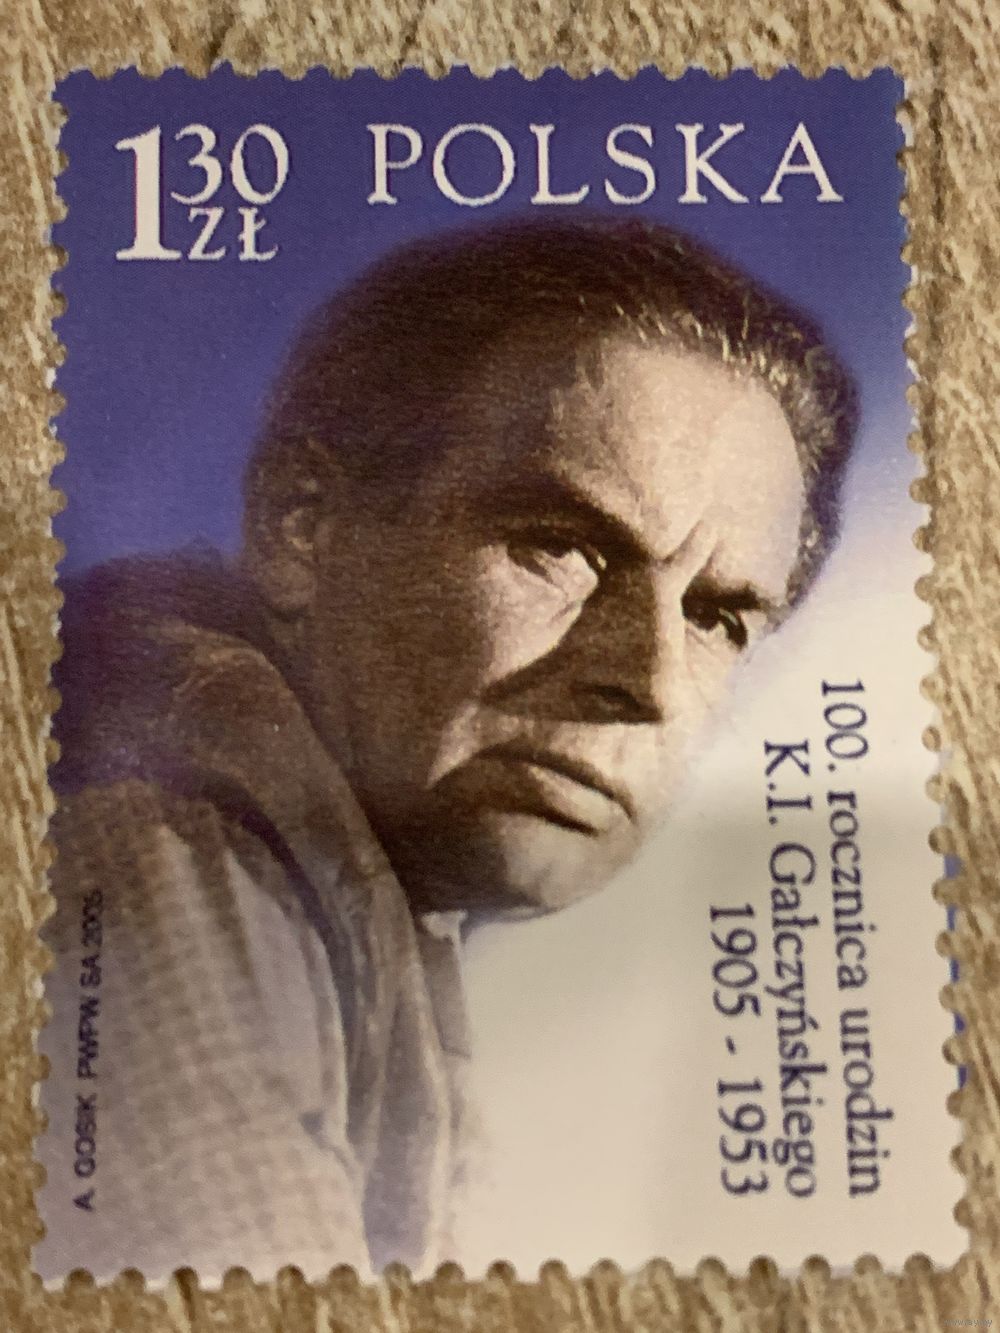 1 30 ZŁ
POLSKA
100. rocznica urodzin
K.I. Gałczyńskiego
1905 - 1953
A GOSIK PWPW SA 2005